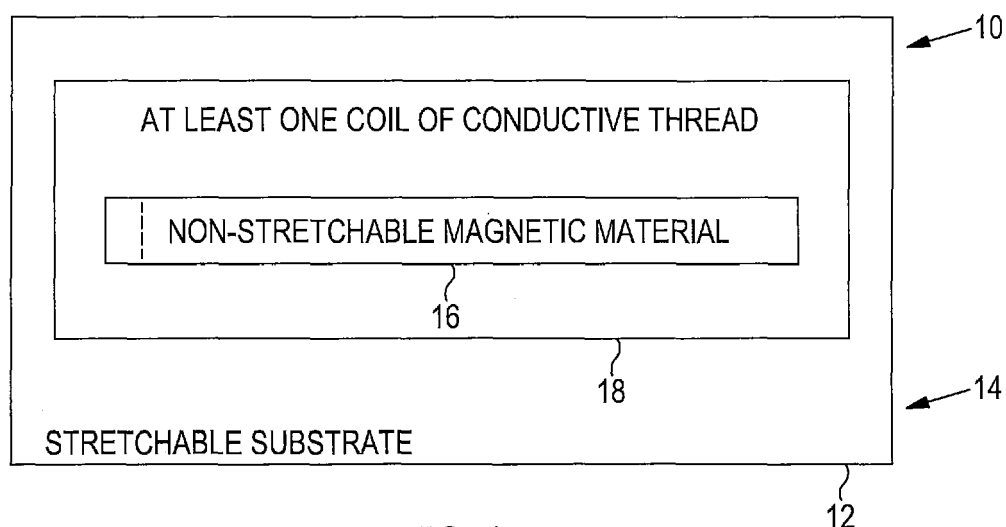 10
AT LEAST ONE COIL OF CONDUCTIVE THREAD
NON-STRETCHABLE MAGNETIC MATERIAL
16
18
14
STRETCHABLE SUBSTRATE
12